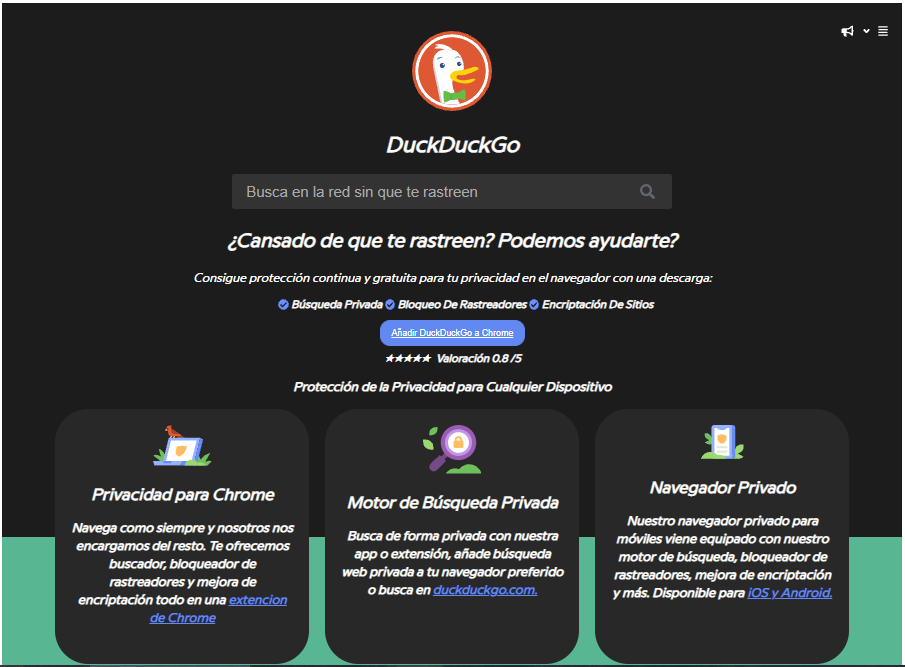 DuckDuckGo
Busca en la red sin que te rastreen
¿Cansado de que te rastreen? Podemos ayudarte?
Consigue protección continua y gratuita para tu privacidad en el navegador con una descarga:
Búsqueda Privada Bloqueo De Rastreadores Encriptación De Sitios
Añadir DuckDuckGo a Chrome
★★★★★ Valoración 0.8 /5
Protección de la Privacidad para Cualquier Dispositivo
Privacidad para Chrome
Navega como siempre y nosotros nos
encargamos del resto. Te ofrecemos
buscador, bloqueador de
rastreadores y mejora de
encriptación todo en una extencion
de Chrome
Motor de Búsqueda Privada
Busca de forma privada con nuestra
app o extensión, añade búsqueda
web privada a tu navegador preferido
o busca en duckduckgo.com.
Navegador Privado
Nuestro navegador privado para
móviles viene equipado con nuestro
motor de búsqueda, bloqueador de
rastreadores, mejora de encriptación
y más. Disponible para iOS y Android.